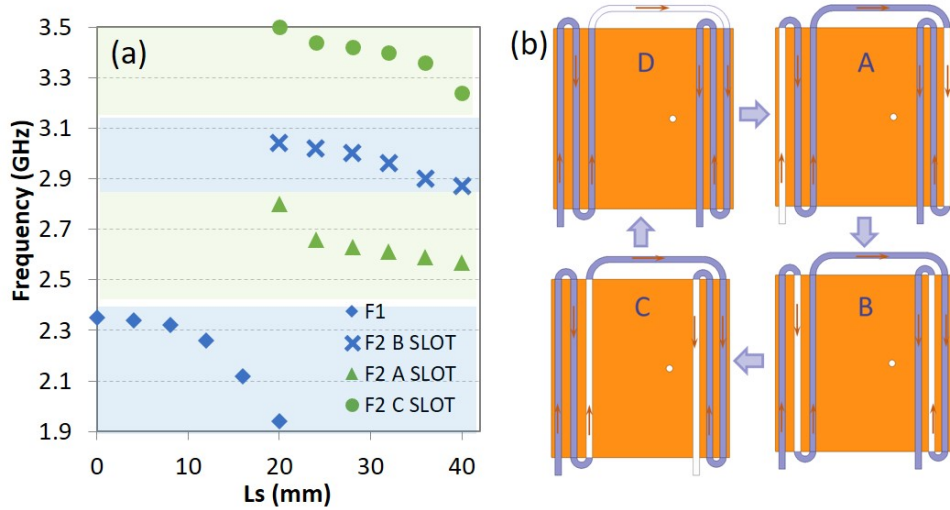 (a)
Frequency (GHz)
3.5
3.3
3.1
2.9
2.7
2.5
2.3
2.1
1.9
F1
F2 B SLOT
F2 A SLOT
F2 C SLOT
0 10 20 30 40
Ls (mm)
(b)
D
A
C
B